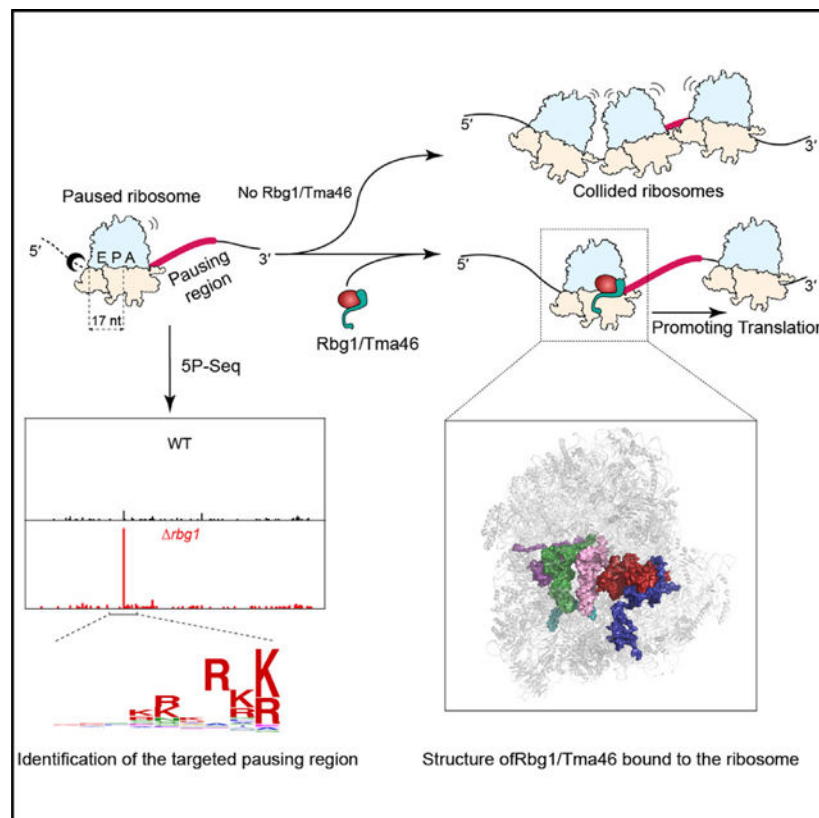 5′
3′
No Rbg1/Tma46
Collided ribosomes
Paused ribosome
5′
E P A
Pausing
region
3′
17 nt
5′
3′
Rbg1/Tma46
Promoting Translation
5P-Seq
WT
Δrbg1
R K
K R K
K R R
Identification of the targeted pausing region
Structure ofRbg1/Tma46 bound to the ribosome